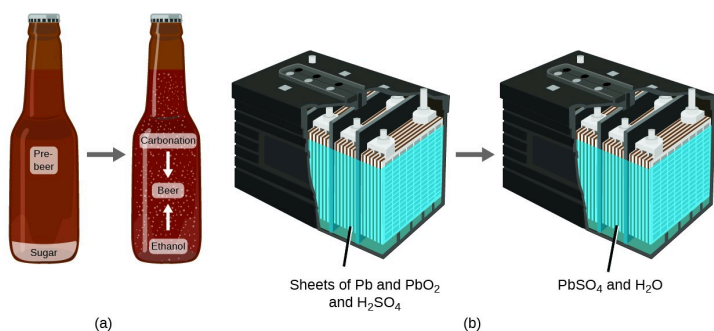 Pre-
beer
Sugar
Carbonation
Beer
Ethanol
(a)
Sheets of Pb and PbO₂
and H₂SO₄
PbSO₄ and H₂O
(b)